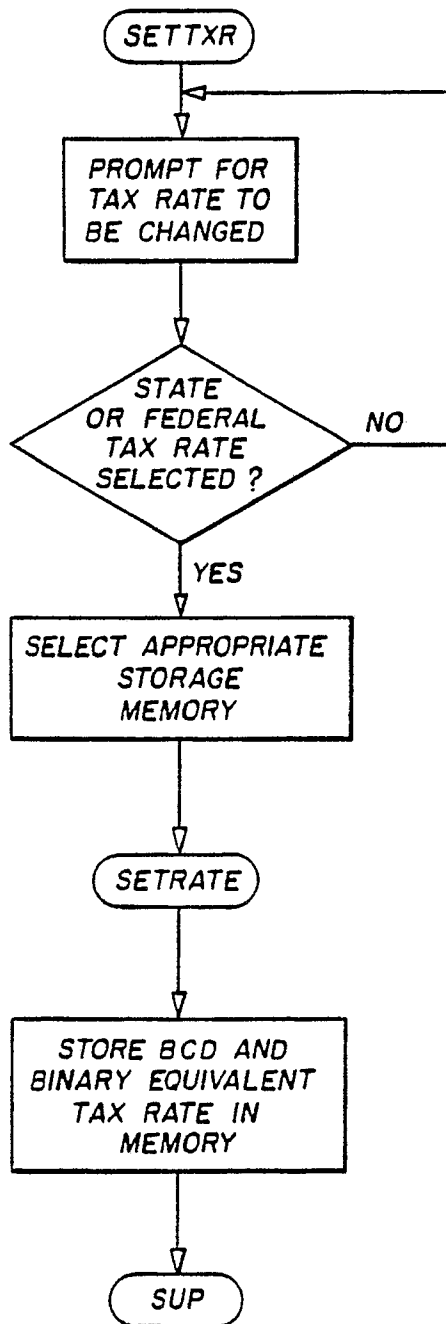 SETTXR
PROMPT FOR
TAX RATE TO
BE CHANGED
STATE
OR FEDERAL
TAX RATE
SELECTED ?
NO
YES
SELECT APPROPRIATE
STORAGE
MEMORY
SETRATE
STORE BCD AND
BINARY EQUIVALENT
TAX RATE IN
MEMORY
SUP